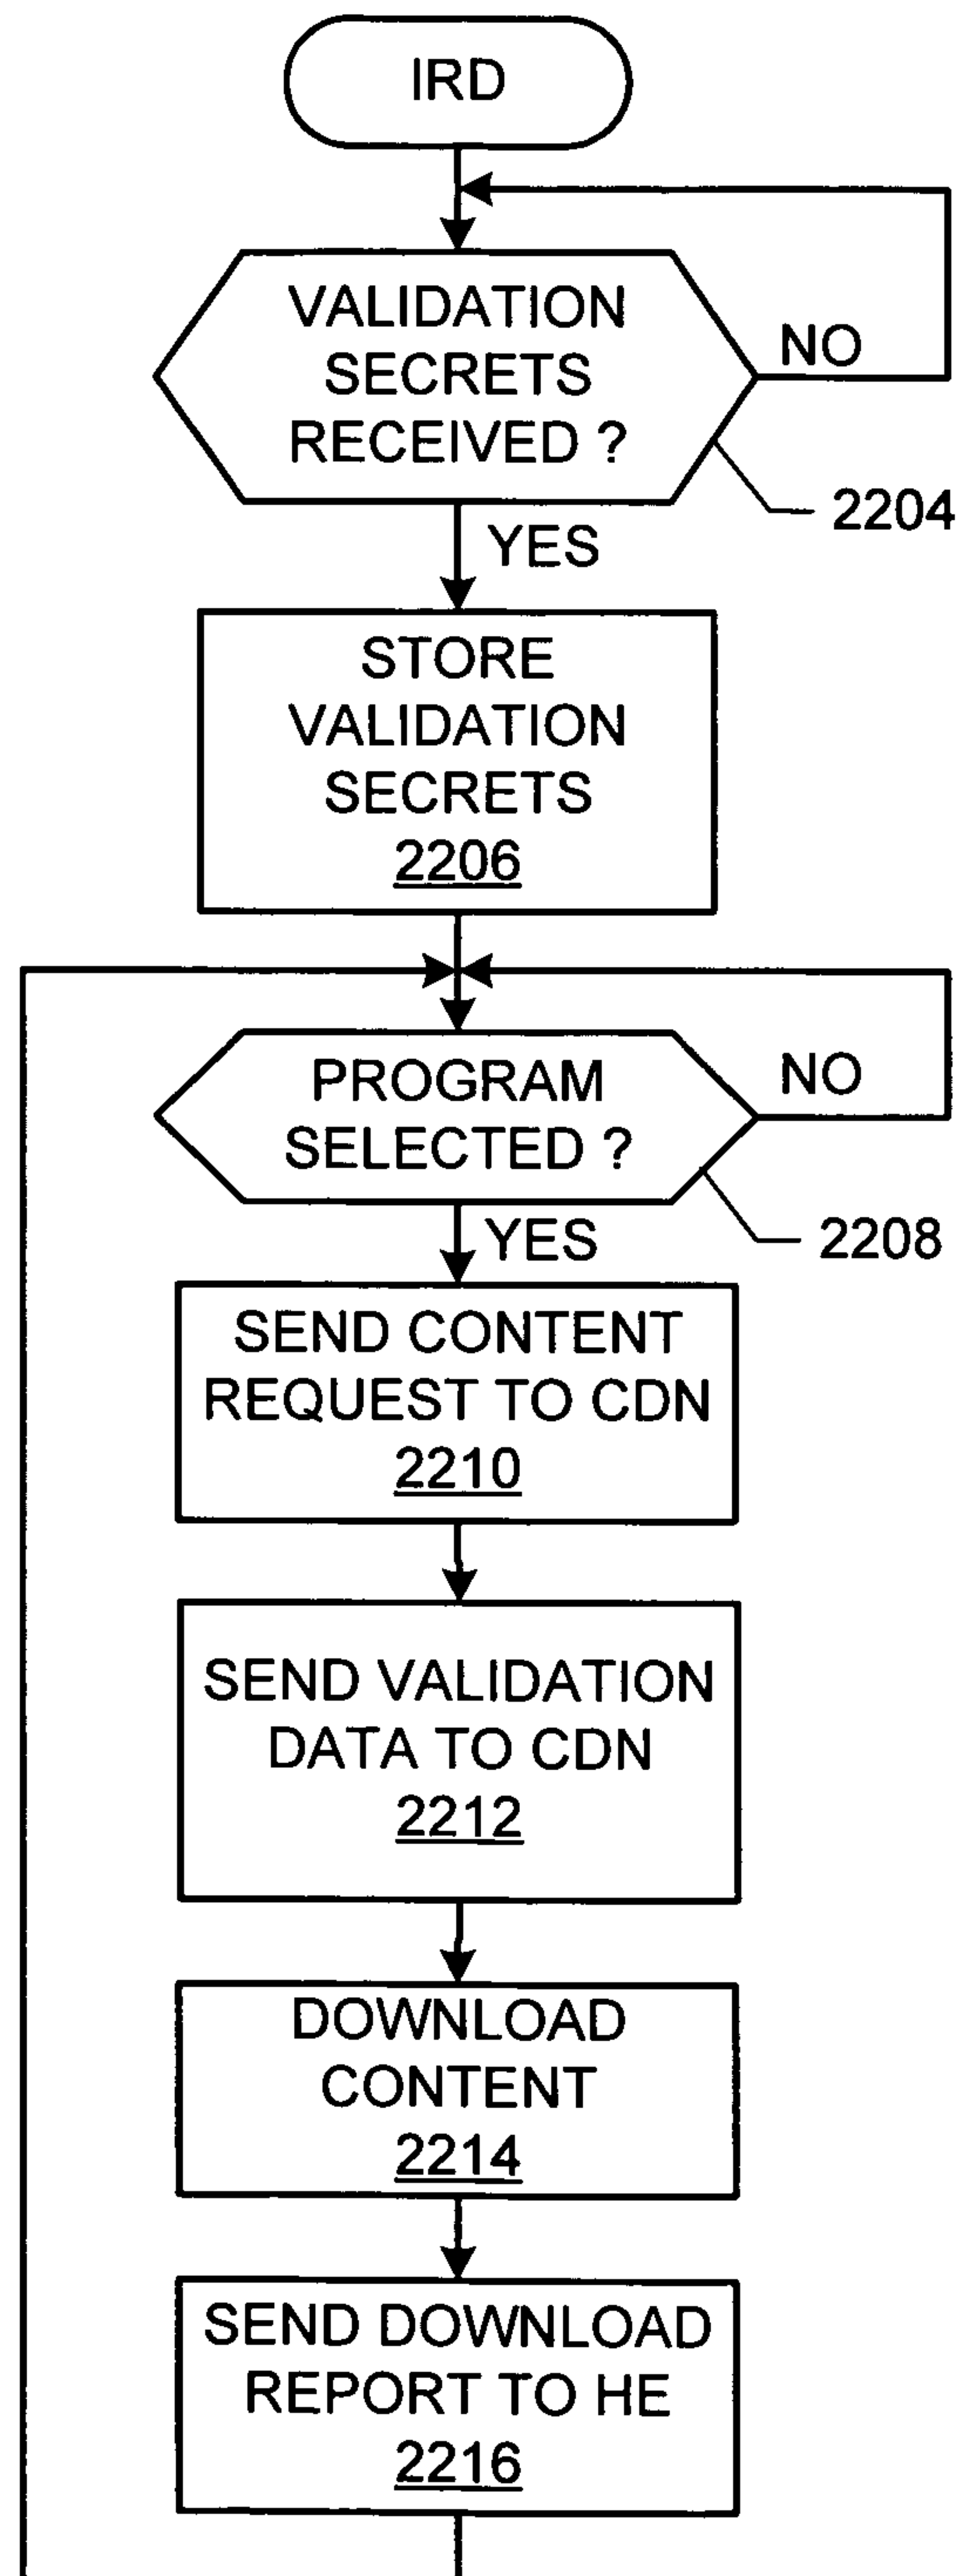 IRD
VALIDATION
SECRETS
RECEIVED ?
NO
2204
YES
STORE
VALIDATION
SECRETS
2206
PROGRAM
SELECTED ?
NO
2208
YES
SEND CONTENT
REQUEST TO CDN
2210
SEND VALIDATION
DATA TO CDN
2212
DOWNLOAD
CONTENT
2214
SEND DOWNLOAD
REPORT TO HE
2216